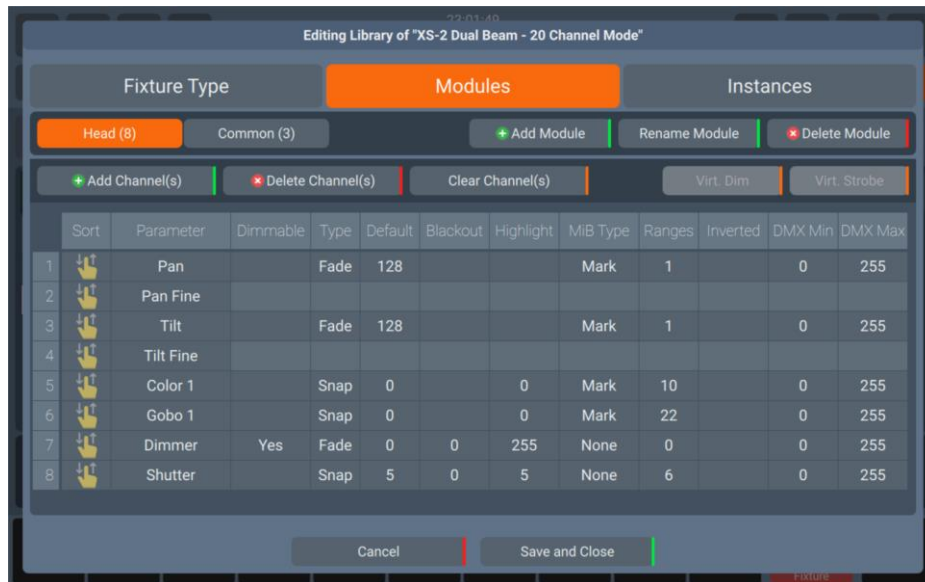 23:01:49
Editing Library of "XS-2 Dual Beam - 20 Channel Mode"
Fixture Type Modules Instances
Head (8) Common (3) Add Module Rename Module Delete Module
Add Channel(s) Delete Channel(s) Clear Channel(s) Virt. Dim Virt. Strobe
Sort Parameter Dimmable Type Default Blackout Highlight MiB Type Ranges Inverted DMX Min DMX Max
1 Pan Fade 128 Mark 1 0 255
2 Pan Fine
3 Tilt Fade 128 Mark 1 0 255
4 Tilt Fine
5 Color 1 Snap 0 0 Mark 10 0 255
6 Gobo 1 Snap 0 0 Mark 22 0 255
7 Dimmer Yes Fade 0 0 255 None 0 0 255
8 Shutter Snap 5 0 5 None 6 0 255
Cancel Save and Close
Fixture